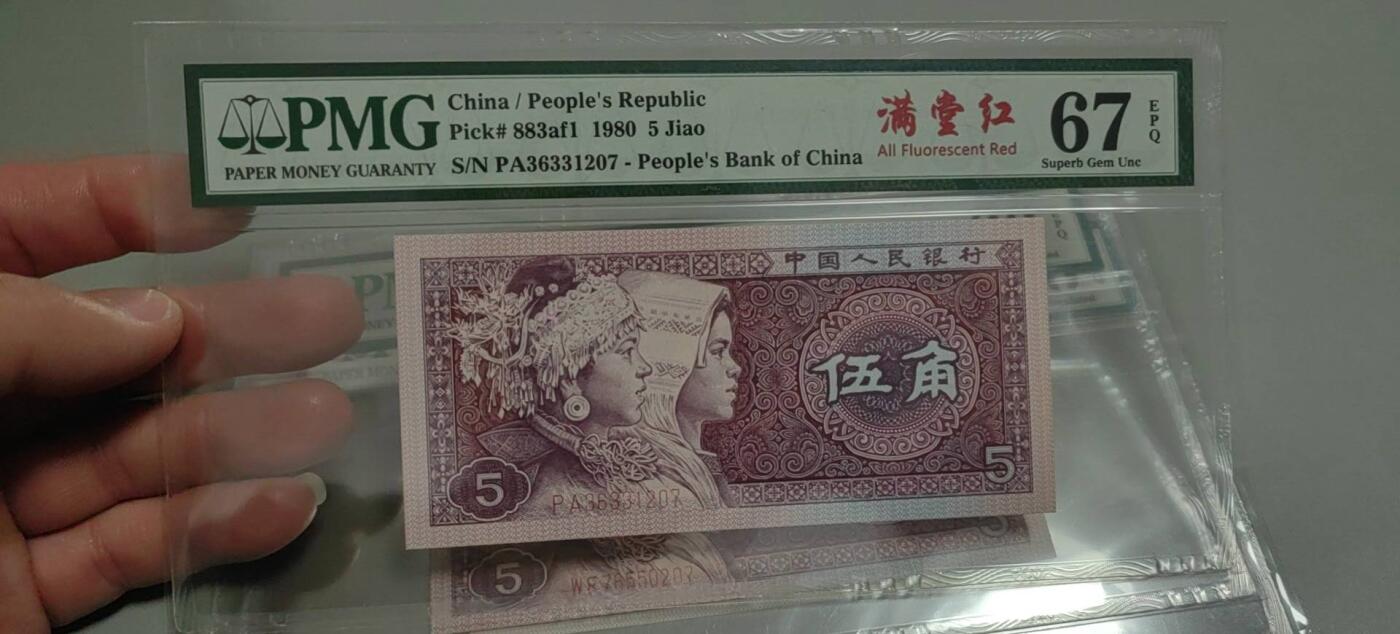 PMG
PAPER MONEY GUARANTY
China / People's Republic
Pick# 883af1 1980 5 Jiao
S/N PA36331207 - People's Bank of China
满堂红
All Fluorescent Red
67
EPQ
Superb Gem Unc
中国人民银行
伍角
5
5
PA36331207
5